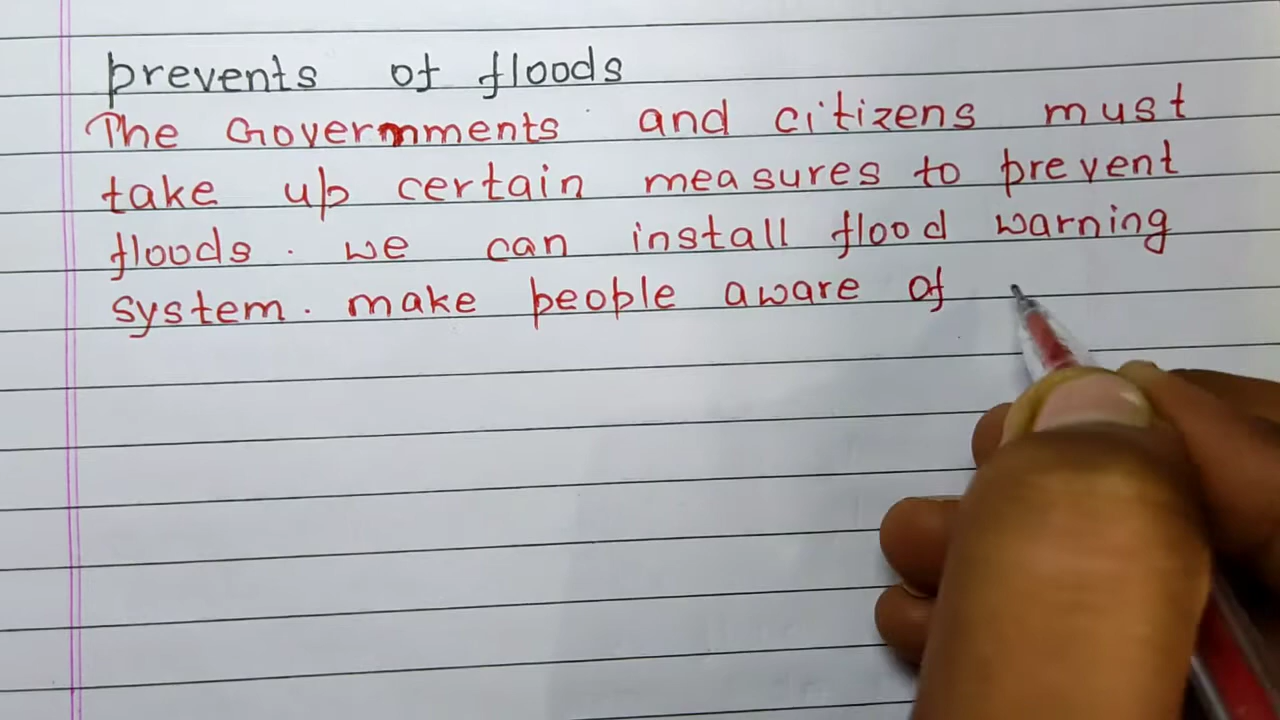 prevents of floods
The Governments and citizens must
take up certain measures to prevent
floods. we can install flood warning
system. make people aware of